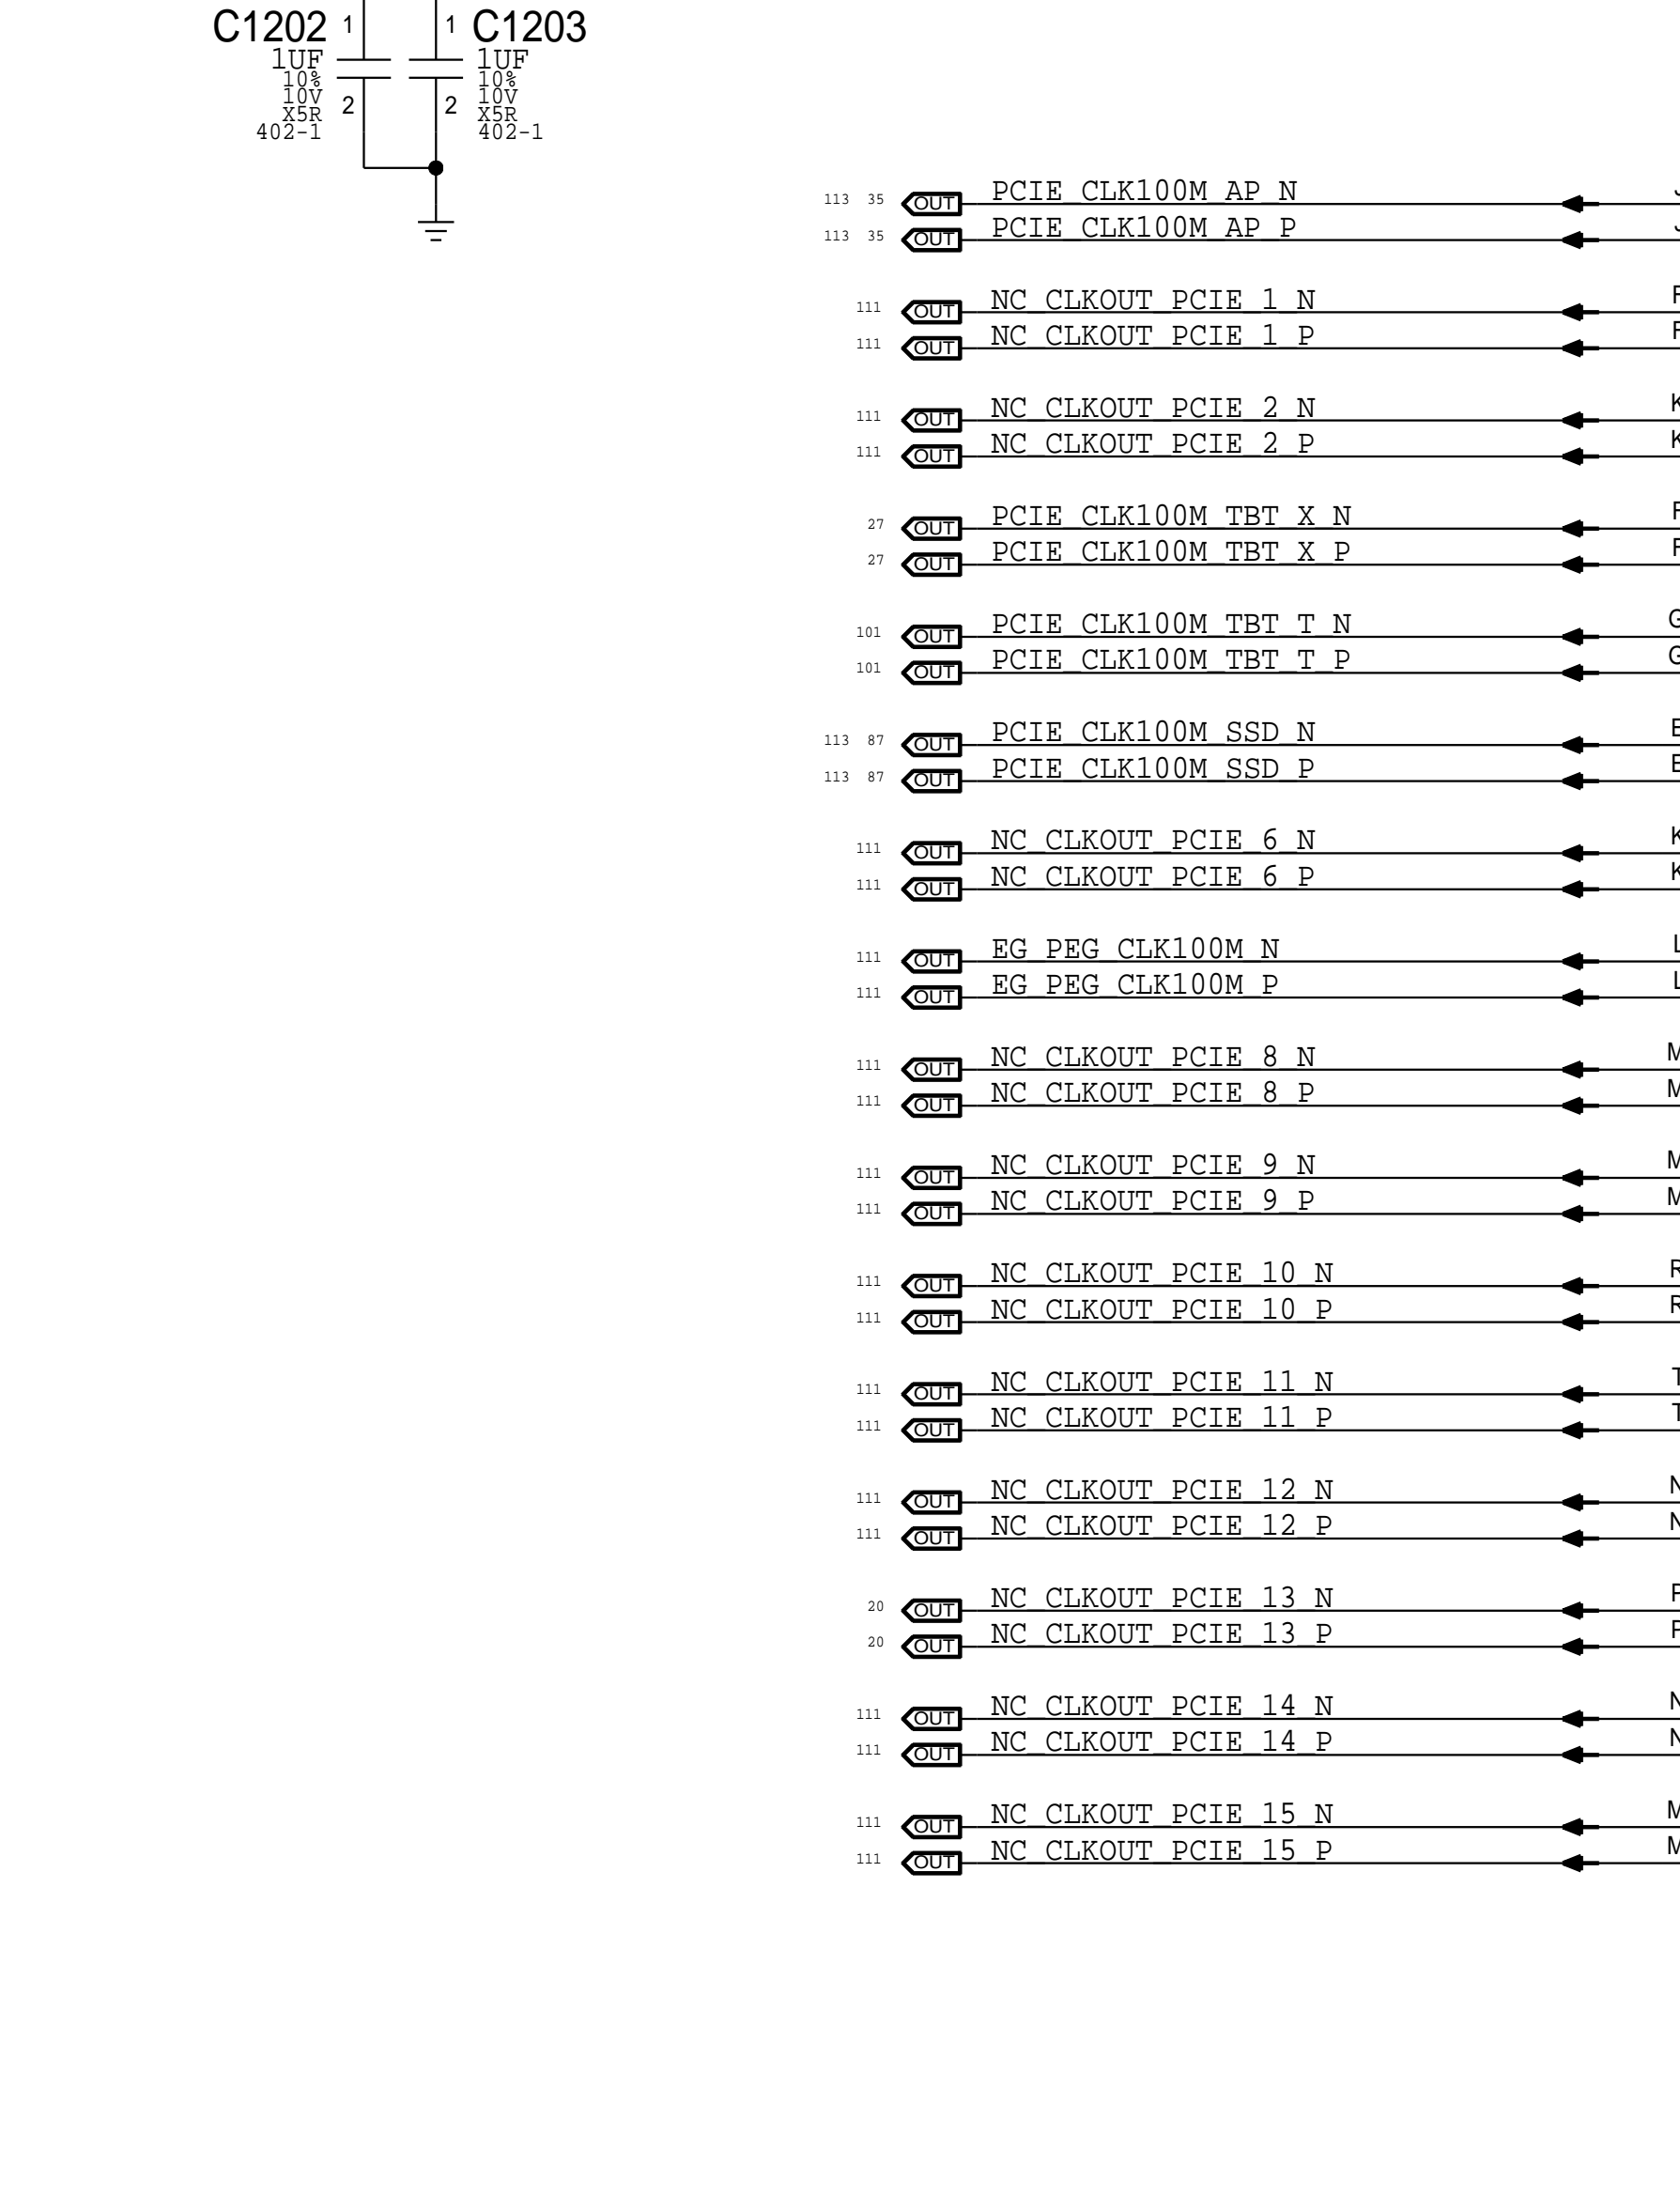 C1202 1 1 C1203
1UF 1UF
10% 10%
10V 10V
2 2
X5R X5R
402-1 402-1
113 35 OUT PCIE_CLK100M_AP_N
113 35 OUT PCIE_CLK100M_AP_P
111 OUT NC_CLKOUT_PCIE_1_N
111 OUT NC_CLKOUT_PCIE_1_P
111 OUT NC_CLKOUT_PCIE_2_N K
111 OUT NC_CLKOUT_PCIE_2_P K
27 OUT PCIE_CLK100M_TBT_X_N
27 OUT PCIE_CLK100M_TBT_X_P
101 OUT PCIE_CLK100M_TBT_T_N G
101 OUT PCIE_CLK100M_TBT_T_P G
113 87 OUT PCIE_CLK100M_SSD_N
113 87 OUT PCIE_CLK100M_SSD_P
111 OUT NC_CLKOUT_PCIE_6_N K
111 OUT NC_CLKOUT_PCIE_6_P K
111 OUT EG_PEG_CLK100M_N L
111 OUT EG_PEG_CLK100M_P L
111 OUT NC_CLKOUT_PCIE_8_N M
111 OUT NC_CLKOUT_PCIE_8_P M
111 OUT NC_CLKOUT_PCIE_9_N M
111 OUT NC_CLKOUT_PCIE_9_P M
111 OUT NC_CLKOUT_PCIE_10_N R
111 OUT NC_CLKOUT_PCIE_10_P R
111 OUT NC_CLKOUT_PCIE_11_N T
111 OUT NC_CLKOUT_PCIE_11_P T
111 OUT NC_CLKOUT_PCIE_12_N N
111 OUT NC_CLKOUT_PCIE_12_P N
20 OUT NC_CLKOUT_PCIE_13_N
20 OUT NC_CLKOUT_PCIE_13_P
111 OUT NC_CLKOUT_PCIE_14_N N
111 OUT NC_CLKOUT_PCIE_14_P N
111 OUT NC_CLKOUT_PCIE_15_N M
111 OUT NC_CLKOUT_PCIE_15_P M